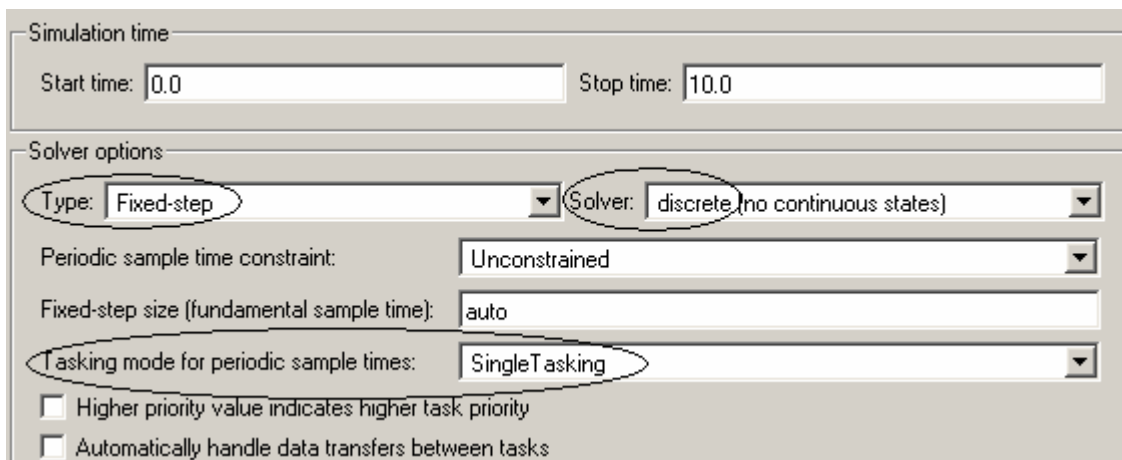 Simulation time
Start time: 0.0 Stop time: 10.0
Solver options
Type: Fixed-step Solver: discrete (no continuous states)
Periodic sample time constraint: Unconstrained
Fixed-step size (fundamental sample time): auto
Tasking mode for periodic sample times: SingleTasking
Higher priority value indicates higher task priority
Automatically handle data transfers between tasks